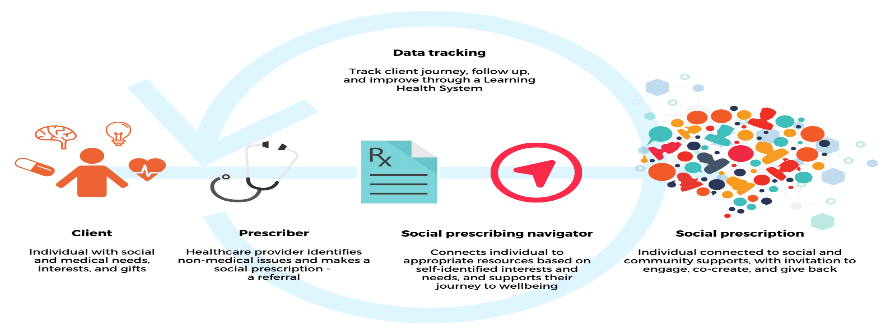 Data tracking
Track client journey, follow up,
and improve through a Learning
Health System
Rx
Client
Individual with social
and medical needs,
interests, and gifts
Prescriber
Healthcare provider identifies
non-medical issues and makes a
social prescription -
a referral
Social prescribing navigator
Connects individual to
appropriate resources based on
self-identified interests and
needs, and supports their
journey to wellbeing
Social prescription
Individual connected to social and
community supports, with invitation to
engage, co-create, and give back